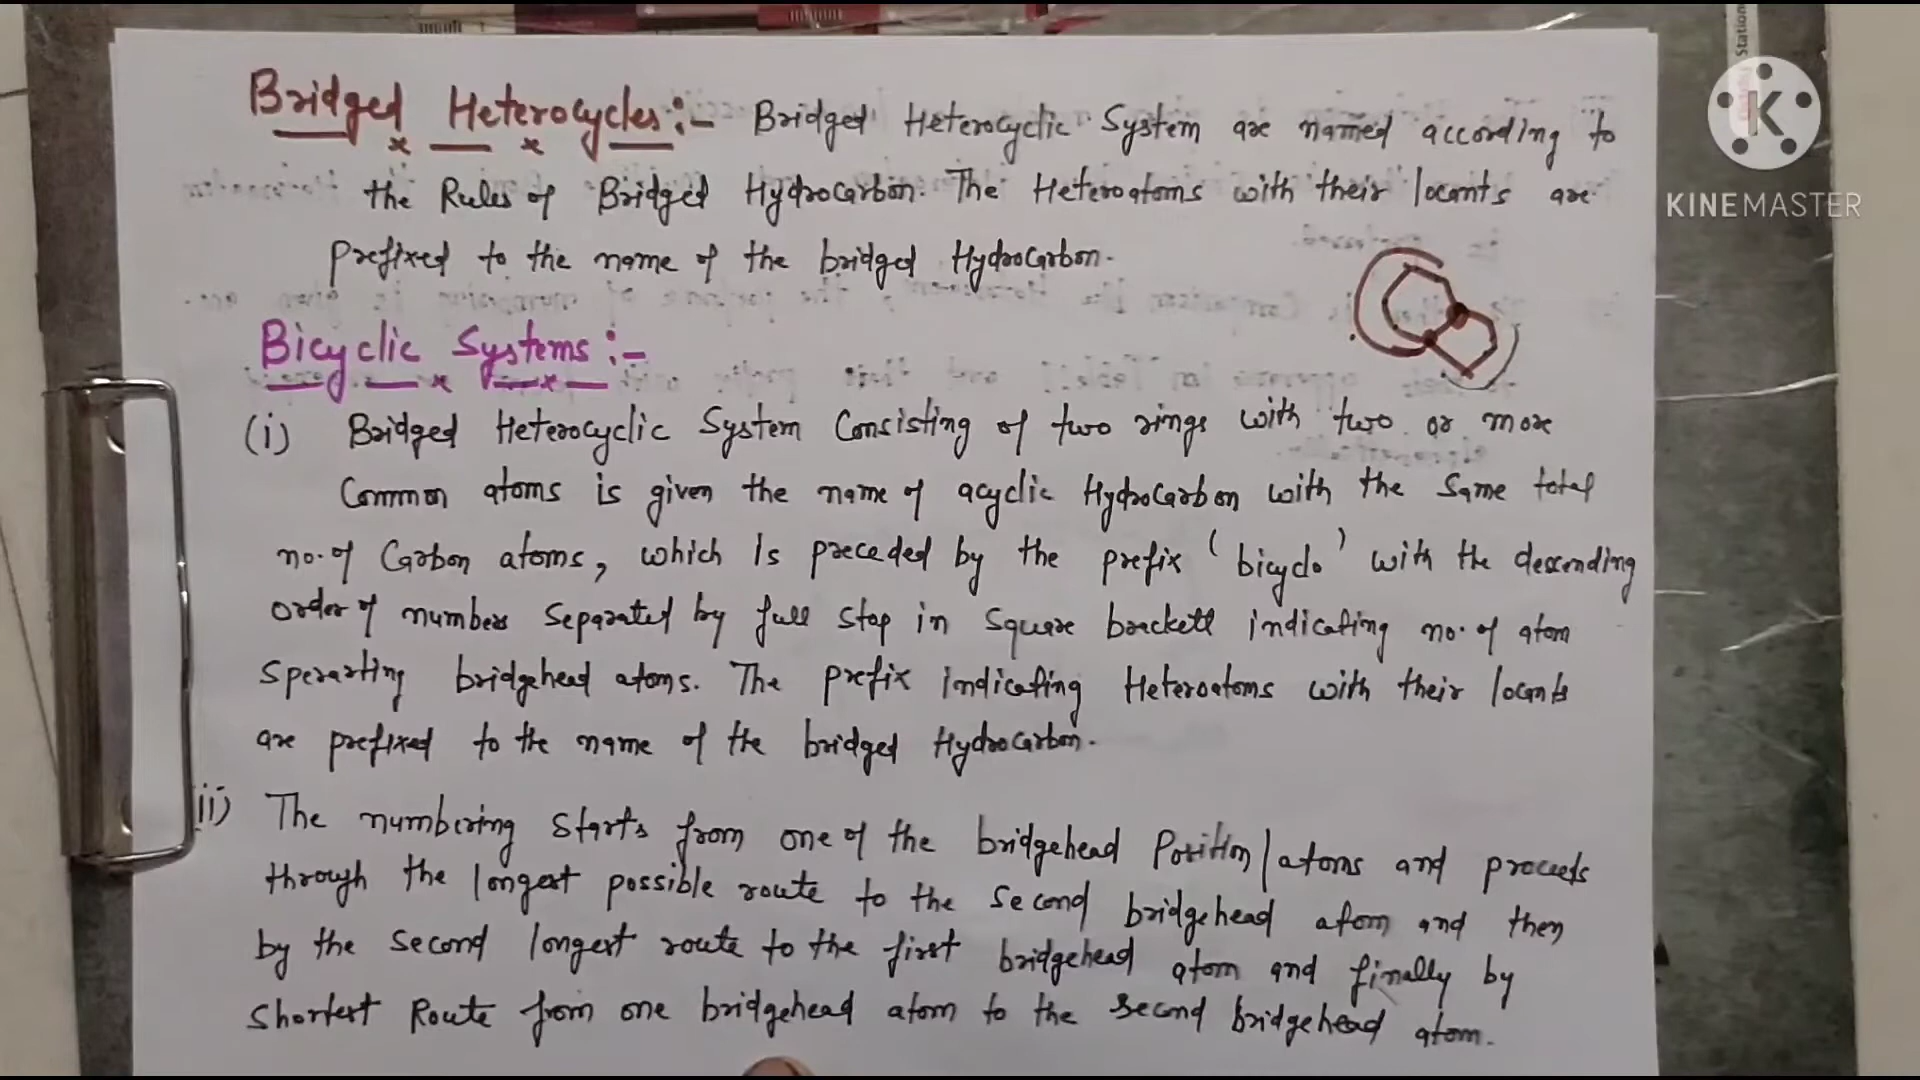 Bridged Heterocycles:- Bridged Heterocyclic System are named according to
the Rules of Bridged Hydrocarbon. The Heteroatoms with their locants are
prefixed to the name of the bridged Hydrocarbon.
Bicyclic Systems:-
(i) Bridged Heterocyclic System Consisting of two rings with two or more
Common atoms is given the name of acyclic Hydrocarbon with the Same total
no. of Carbon atoms, which is preceded by the prefix 'bicyclo' with the descending
order of numbers Separated by full stop in Square brackett indicating no. of atom
Sperarting bridgehead atoms. The prefix indicating Heteroatoms with their locants
are prefixed to the name of the bridged Hydrocarbon.
ii) The numbering Starts from one of the bridgehead Position/atoms and proceeds
through the longest possible route to the Second bridgehead atom and then
by the Second longest route to the first bridgehead atom and finally by
Shortest Route from one bridgehead atom to the Second bridgehead atom.
KINEMASTER
K
Station